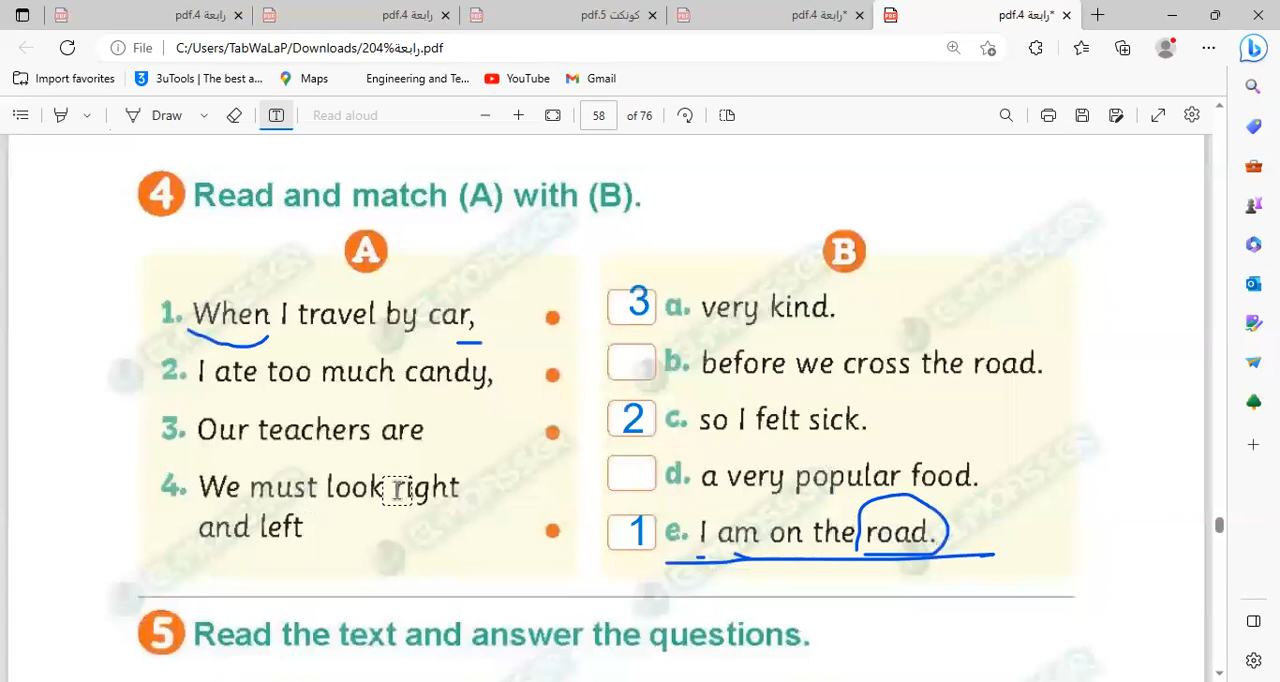 رابعة 4.pdf
رابعة 4.pdf
كونكت 5.pdf
*رابعة 4.pdf
*رابعة 4.pdf
File
C:/Users/TabWaLaP/Downloads/204%رابعة.pdf
Import favorites
3uTools | The best a...
Maps
Engineering and Te...
YouTube
Gmail
Draw
Read aloud
58
of 76
4 Read and match (A) with (B).
A
B
1. When I travel by car,
2. I ate too much candy,
3. Our teachers are
4. We must look right
and left
3 a. very kind.
b. before we cross the road.
2 c. so I felt sick.
d. a very popular food.
1 e. I am on the road.
5 Read the text and answer the questions.